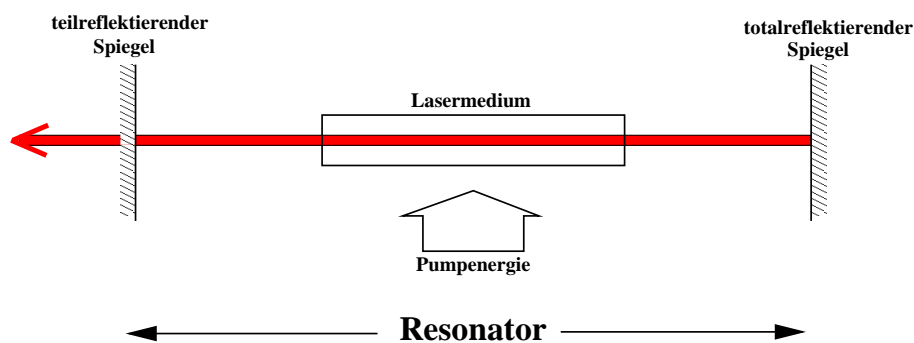 teilreflektierender
Spiegel
totalreflektierender
Spiegel
Lasermedium
Pumpenergie
Resonator